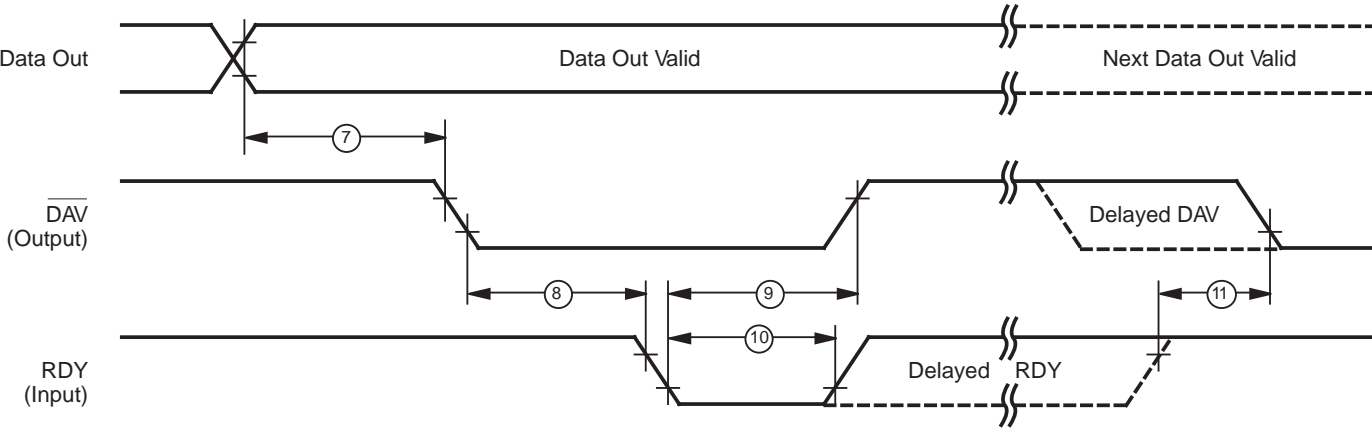 Data Out
Data Out Valid
Next Data Out Valid
7
DAV
(Output)
Delayed DAV
8
9
11
10
RDY
(Input)
Delayed RDY